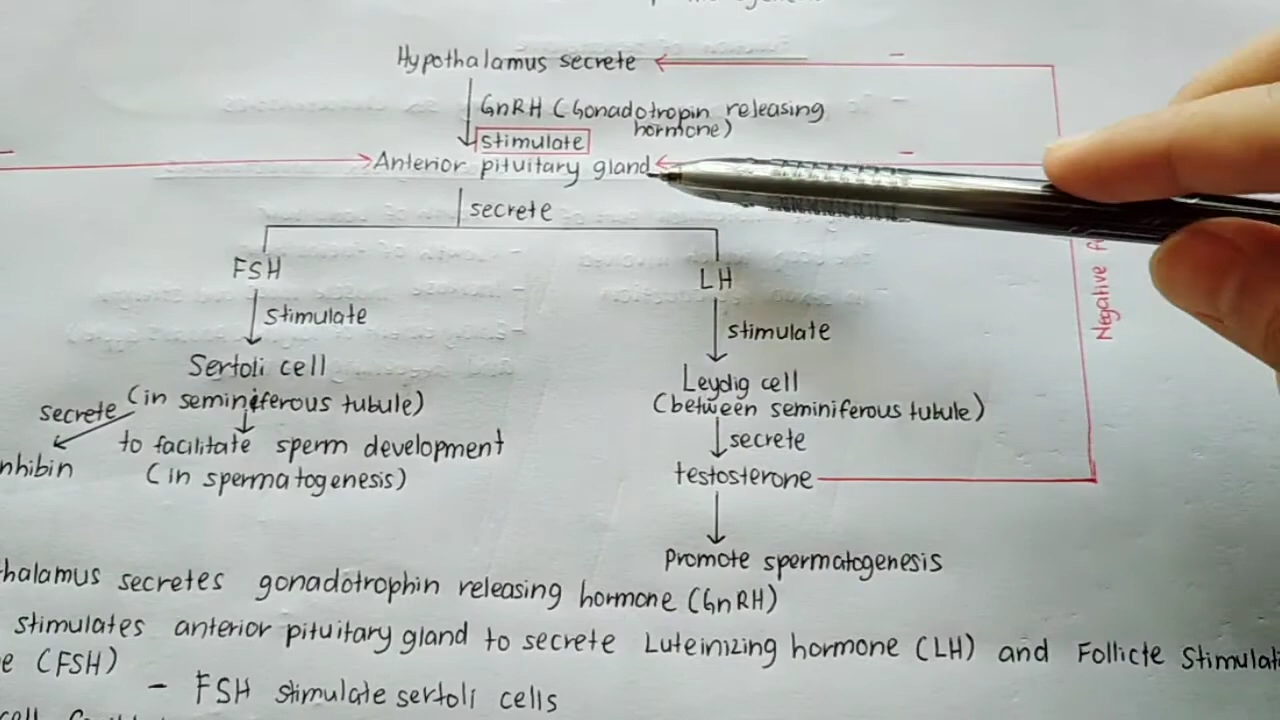 Hypothalamus secrete
GnRH (Gonadotropin releasing
hormone)
stimulate
Anterior pituitary gland
secrete
FSH
LH
stimulate
stimulate
Sertoli cell
(in seminiferous tubule)
Leydig cell
(between seminiferous tubule)
secrete
to facilitate sperm development
(in spermatogenesis)
nhibin
secrete
testosterone
Negative
Promote spermatogenesis
halamus secretes gonadotrophin releasing hormone (GnRH)
stimulates anterior pituitary gland to secrete Luteinizing hormone (LH) and Follicte Stimulati
e (FSH)
- FSH stimulate sertoli cells